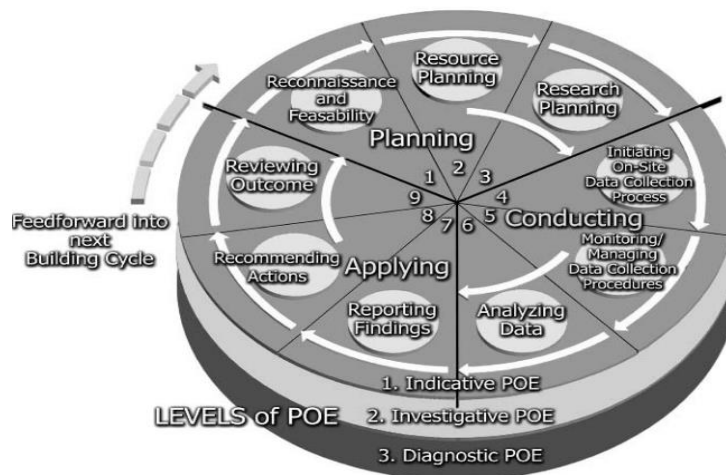 Resource
Planning
Reconnaissance
and
Feasability
Research
Planning
Planning
Initiating
On-Site
Data Collection
Process
Reviewing
Outcome
1 2 3
9 4
8 7 6 5
Conducting
Feedforward into
next
Building Cycle
Monitoring/
Managing
Data Collection
Procedures
Recommending
Actions
Applying
Reporting
Findings
Analyzing
Data
1. Indicative POE
LEVELS of POE
2. Investigative POE
3. Diagnostic POE